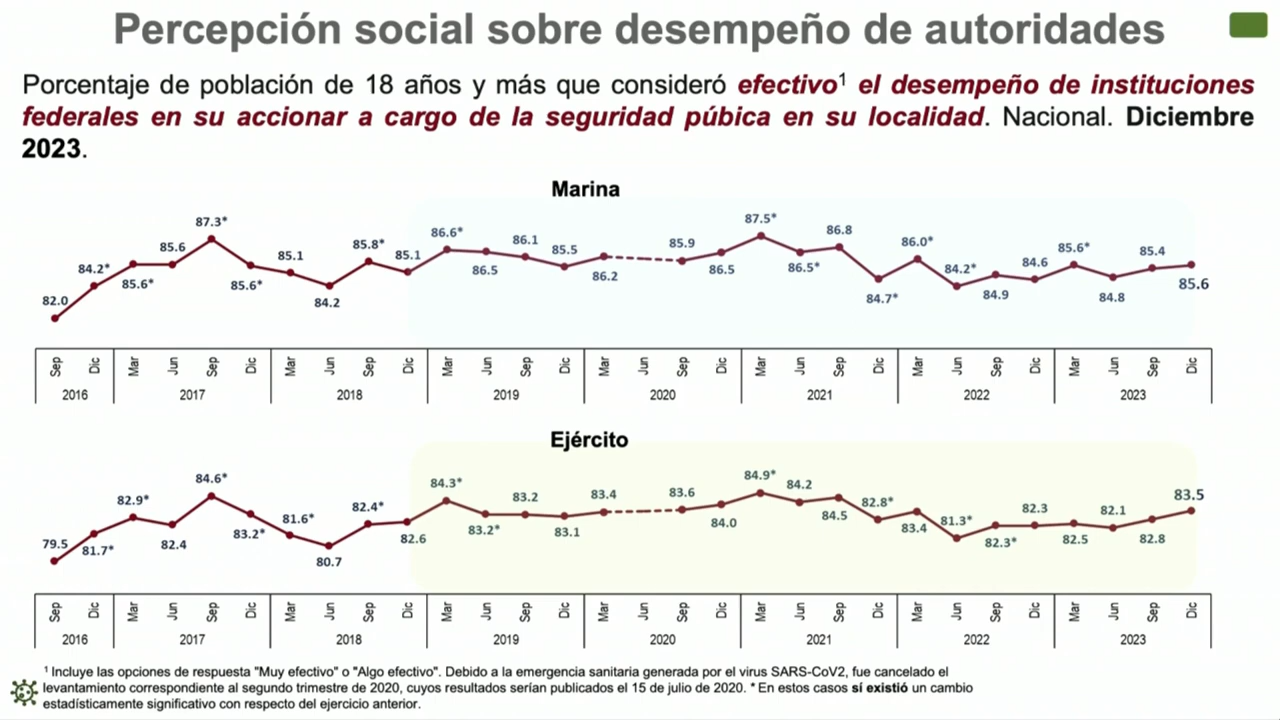 Percepción social sobre desempeño de autoridades
Porcentaje de población de 18 años y más que consideró efectivo¹ el desempeño de instituciones
federales en su accionar a cargo de la seguridad púbica en su localidad. Nacional. Diciembre
2023.
Marina
82.0 84.2* 85.6* 85.6 87.3* 85.6* 85.1 84.2 85.8* 85.1 86.6* 86.5 86.1 85.5 86.2 85.9 86.5 87.5* 86.5* 86.8 84.7* 86.0* 84.2* 84.9 84.6 85.6* 84.8 85.4 85.6
Sep Dic Mar Jun Sep Dic Mar Jun Sep Dic Mar Jun Sep Dic Mar Jun Sep Dic Mar Jun Sep Dic Mar Jun Sep Dic Mar Jun Sep Dic
2016 2017 2018 2019 2020 2021 2022 2023
Ejército
79.5 81.7* 82.9* 82.4 84.6* 83.2* 81.6* 80.7 82.4* 82.6 84.3* 83.2* 83.2 83.1 83.4 83.6 84.0 84.9* 84.2 84.5 82.8* 83.4 81.3* 82.3* 82.3 82.5 82.1 82.8 83.5
Sep Dic Mar Jun Sep Dic Mar Jun Sep Dic Mar Jun Sep Dic Mar Jun Sep Dic Mar Jun Sep Dic Mar Jun Sep Dic Mar Jun Sep Dic
2016 2017 2018 2019 2020 2021 2022 2023
¹ Incluye las opciones de respuesta "Muy efectivo" o "Algo efectivo". Debido a la emergencia sanitaria generada por el virus SARS-CoV2, fue cancelado el
levantamiento correspondiente al segundo trimestre de 2020, cuyos resultados serían publicados el 15 de julio de 2020. * En estos casos sí existió un cambio
estadísticamente significativo con respecto del ejercicio anterior.